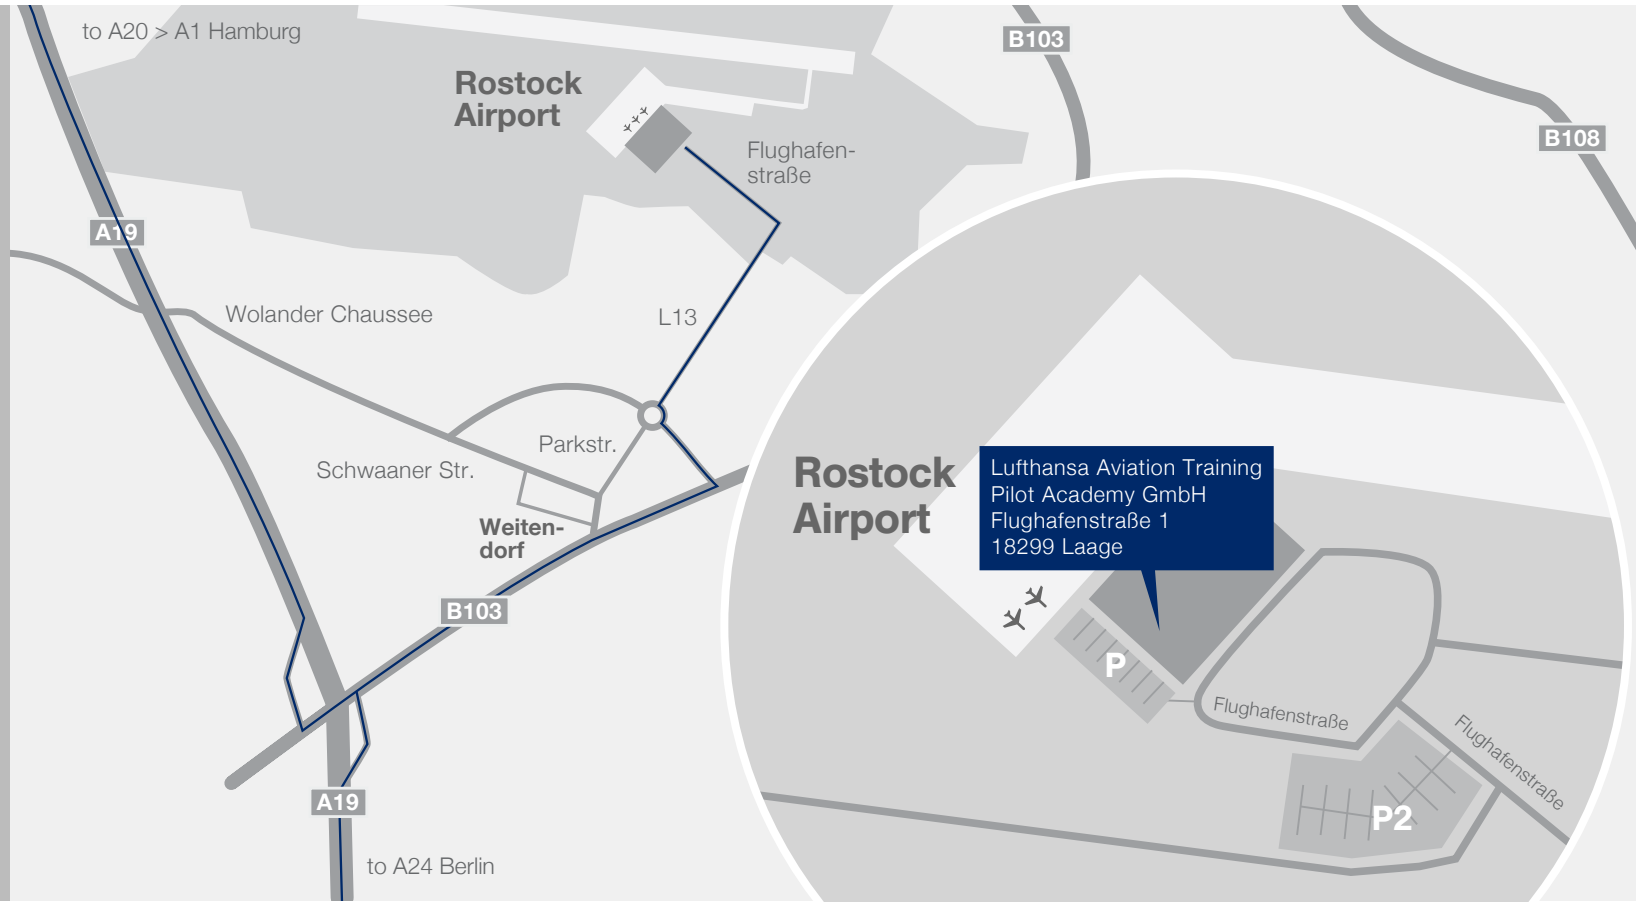 to A20 > A1 Hamburg
B103
Rostock
Airport
B108
Flughafen-
straße
A19
Wolander Chaussee
L13
Parkstr.
Schwaaner Str.
Weiten-
dorf
B103
A19
to A24 Berlin
Rostock
Airport
Lufthansa Aviation Training
Pilot Academy GmbH
Flughafenstraße 1
18299 Laage
P
Flughafenstraße
Flughafenstraße
P2